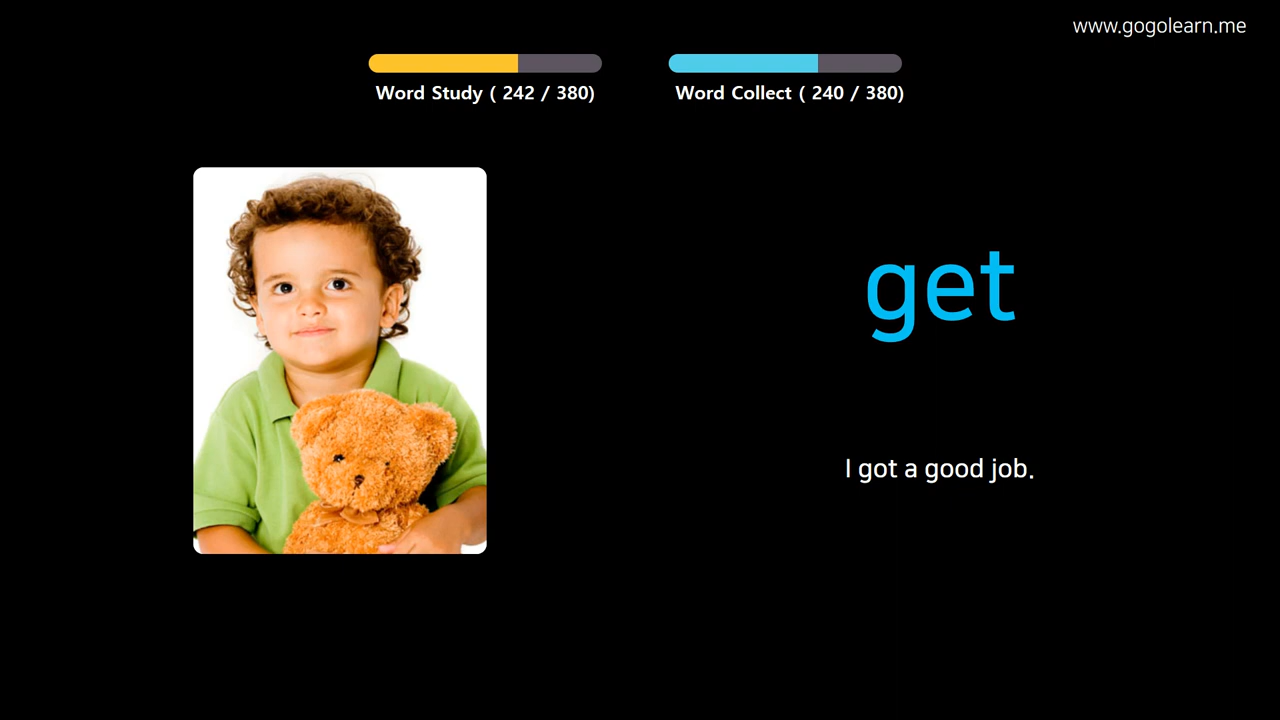 www.gogolearn.me
Word Study ( 242 / 380)
Word Collect ( 240 / 380)
get
I got a good job.